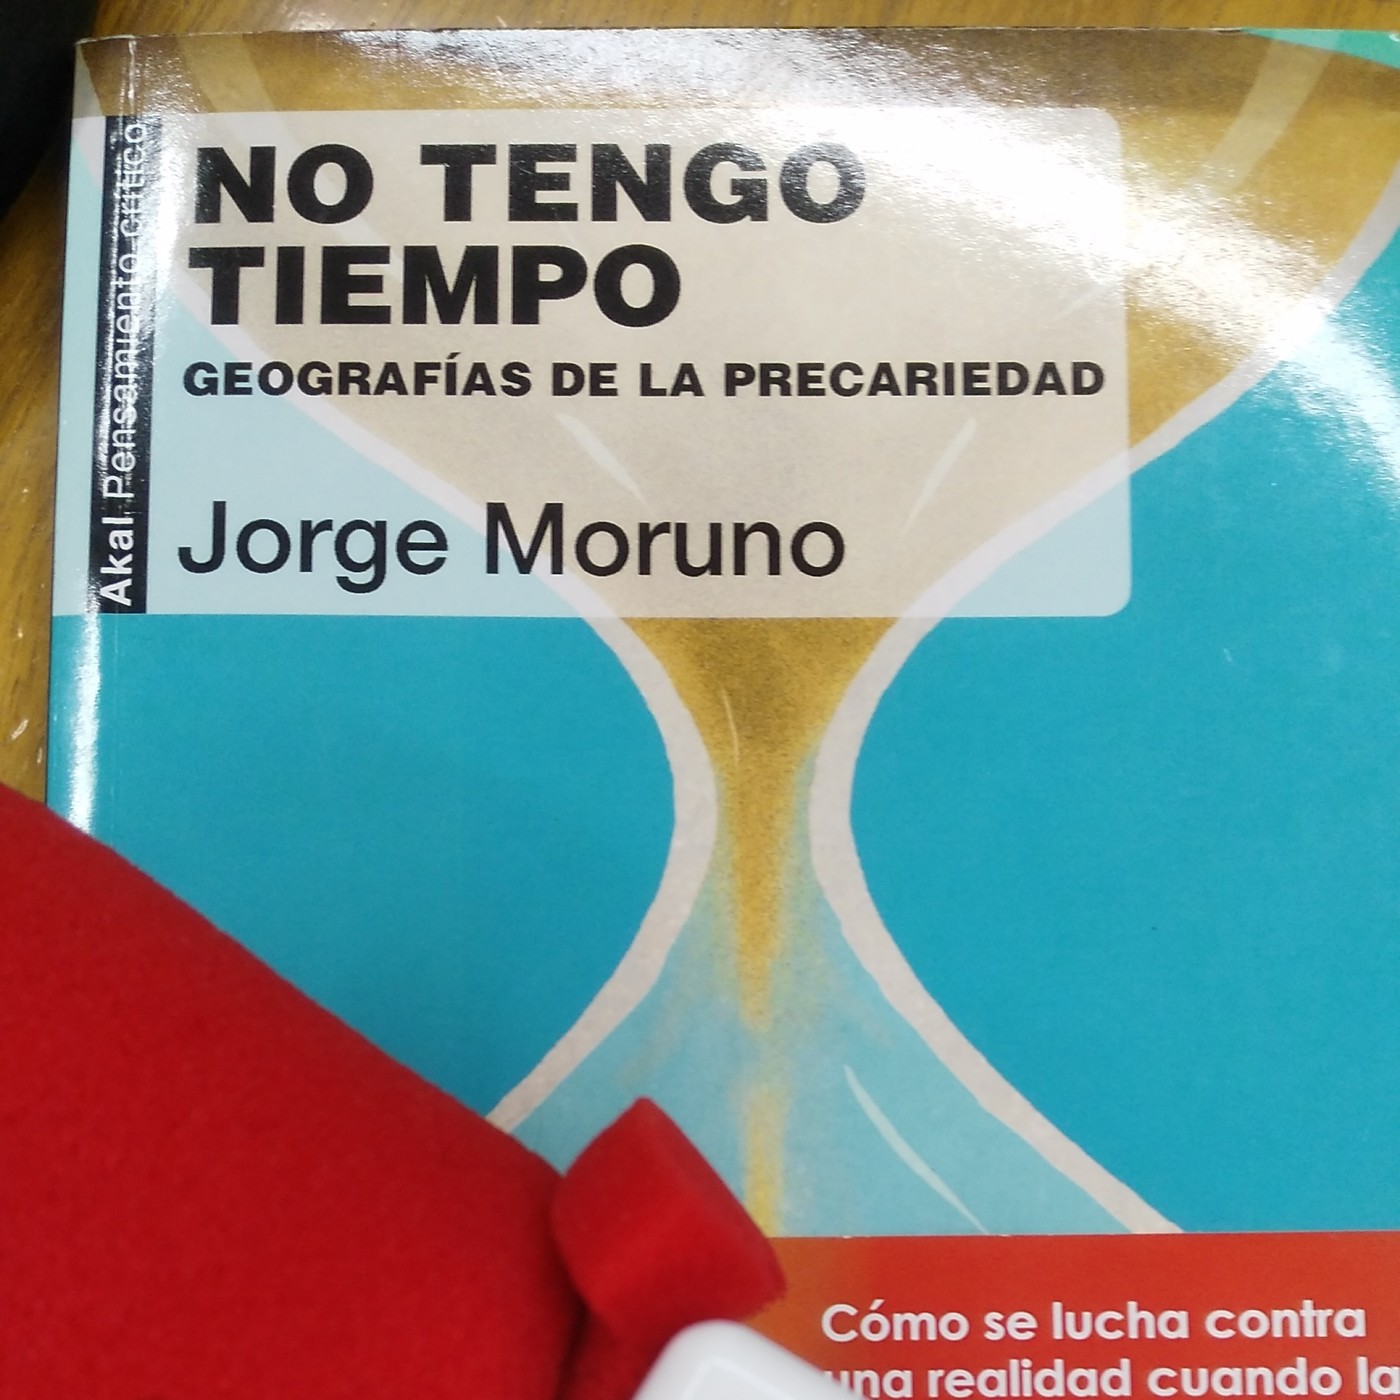 Akal Pensamiento crítico
NO TENGO
TIEMPO
GEOGRAFÍAS DE LA PRECARIEDAD
Jorge Moruno
Cómo se lucha contra
una realidad cuando la